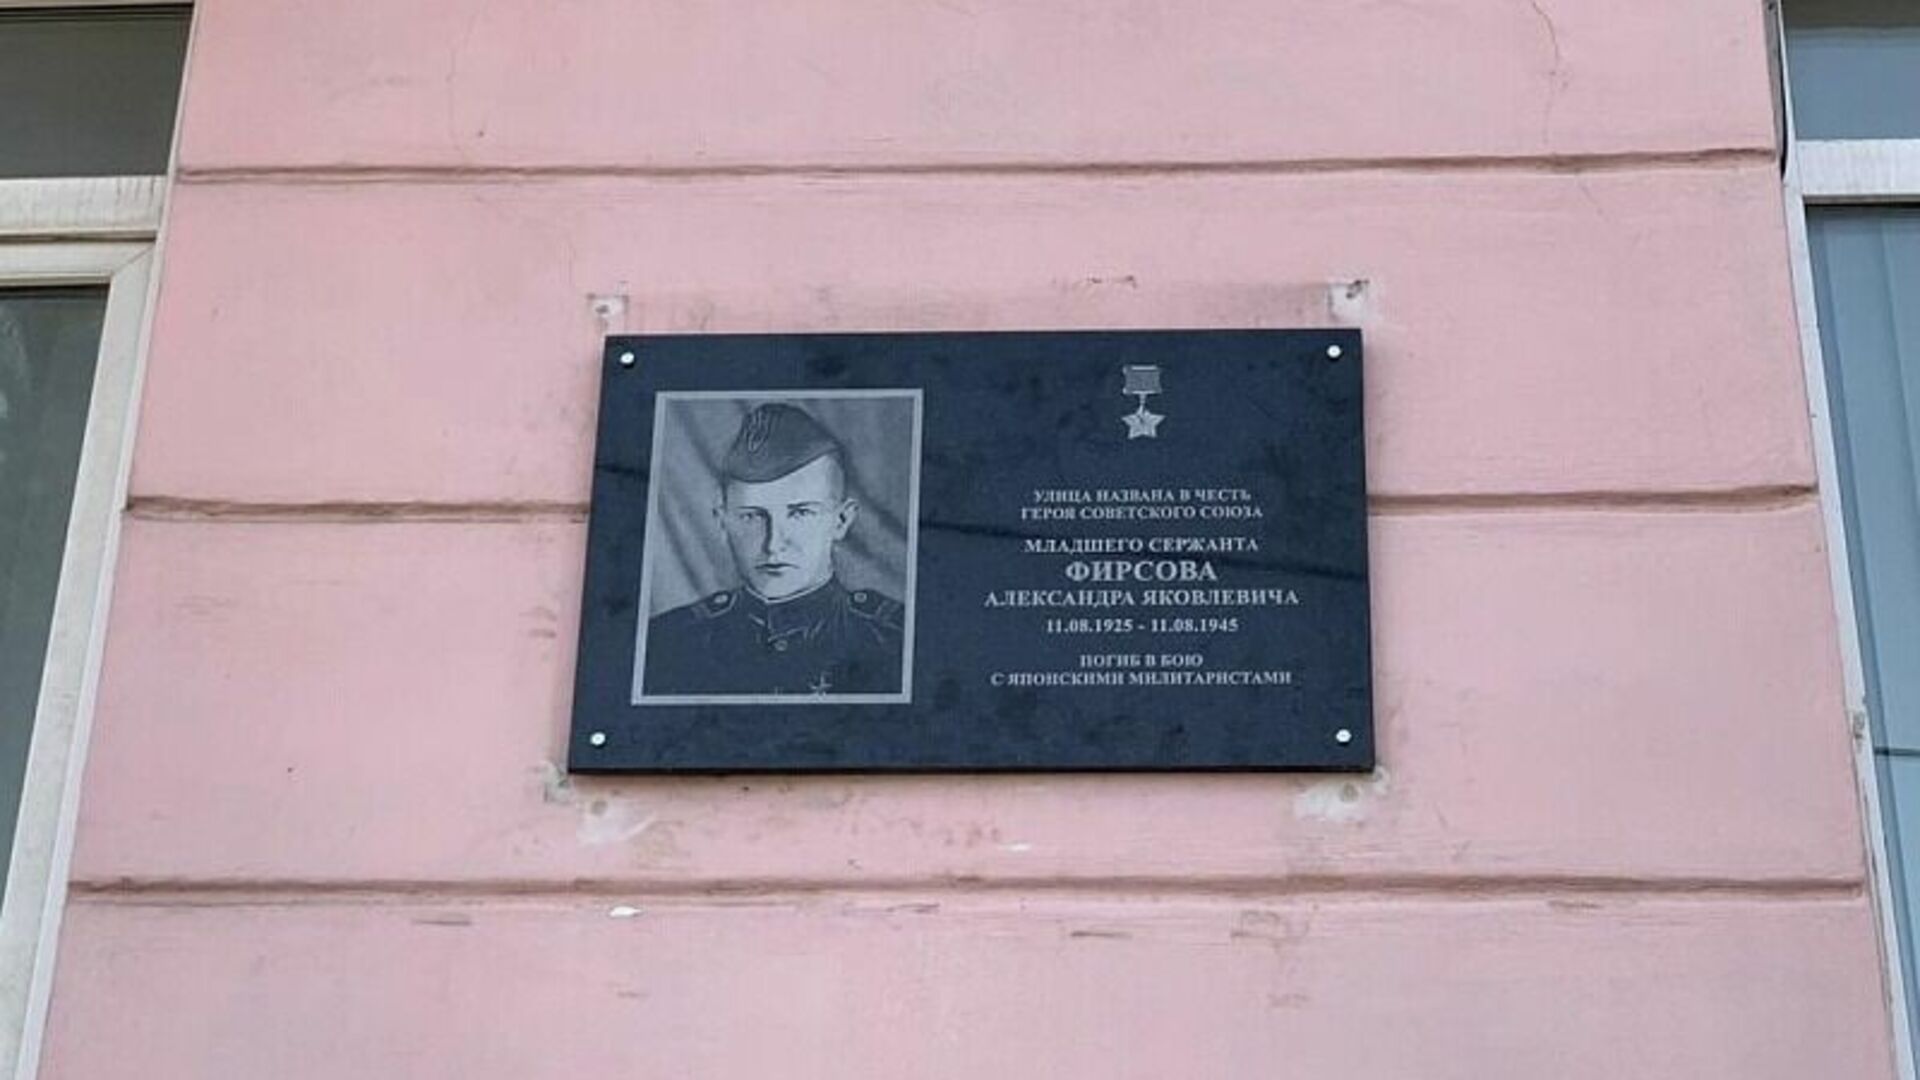 УЛИЦА НАЗВАНА В ЧЕСТЬ
ГЕРОЯ СОВЕТСКОГО СОЮЗА
МЛАДШЕГО СЕРЖАНТА
ФИРСОВА
АЛЕКСАНДРА ЯКОВЛЕВИЧА
11.08.1925 - 11.08.1945
ПОГИБ В БОЮ
С ЯПОНСКИМИ МИЛИТАРИСТАМИ